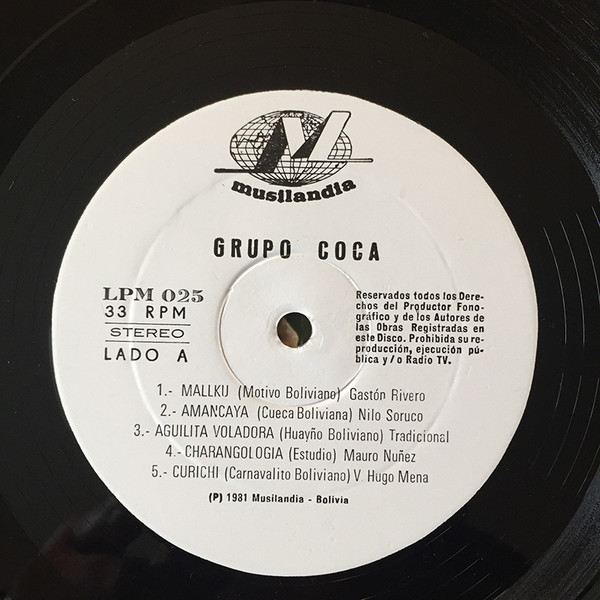 musilandia
GRUPO COCA
LPM 025
33 RPM
STEREO
LADO A
Reservados todos los Dere-
chos del Productor Fono-
gráfico y de los Autores de
las Obras Registradas en
este Disco. Prohibida su re-
producción, ejecución pú-
blica y/o Radio TV.
1.- MALLKU (Motivo Boliviano) Gastón Rivero
2.- AMANCAYA (Cueca Boliviana) Nilo Soruco
3.- AGUILITA VOLADORA (Huayño Boliviano) Tradicional
4.- CHARANGOLOGIA (Estudio) Mauro Nuñez
5.- CURICHI (Carnavalito Boliviano) V. Hugo Mena
(P) 1981 Musilandia - Bolivia